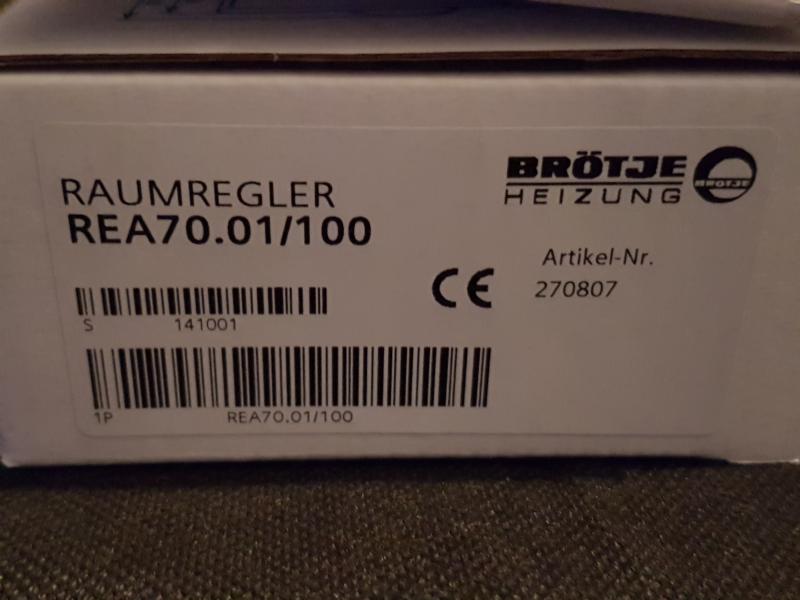 RAUMREGLER
REA70.01/100
BRÖTJE
HEIZUNG
BRÖTJE
CE
Artikel-Nr.
270807
S 141001
1P REA70.01/100